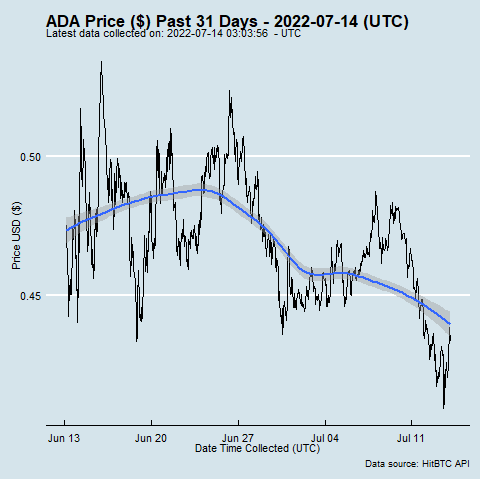 ADA Price ($) Past 31 Days - 2022-07-14 (UTC)
Latest data collected on: 2022-07-14 03:03:56 - UTC
0.50
Price USD ($)
0.45
Jun 13 Jun 20 Jun 27 Jul 04 Jul 11
Date Time Collected (UTC)
Data source: HitBTC API